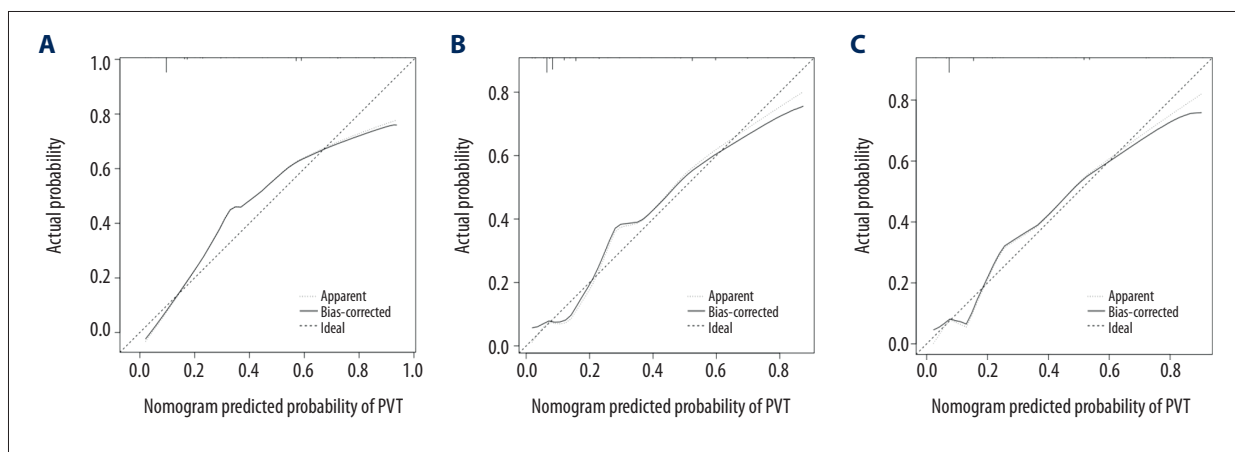 A
1.0
0.8
0.6
0.4
0.2
0.0
Actual probability
Apparent
Bias-corrected
Ideal
0.0 0.2 0.4 0.6 0.8 1.0
Nomogram predicted probability of PVT
B
0.8
0.6
0.4
0.2
0.0
Actual probability
Apparent
Bias-corrected
Ideal
0.0 0.2 0.4 0.6 0.8
Nomogram predicted probability of PVT
C
0.8
0.6
0.4
0.2
0.0
Actual probability
Apparent
Bias-corrected
Ideal
0.0 0.2 0.4 0.6 0.8
Nomogram predicted probability of PVT